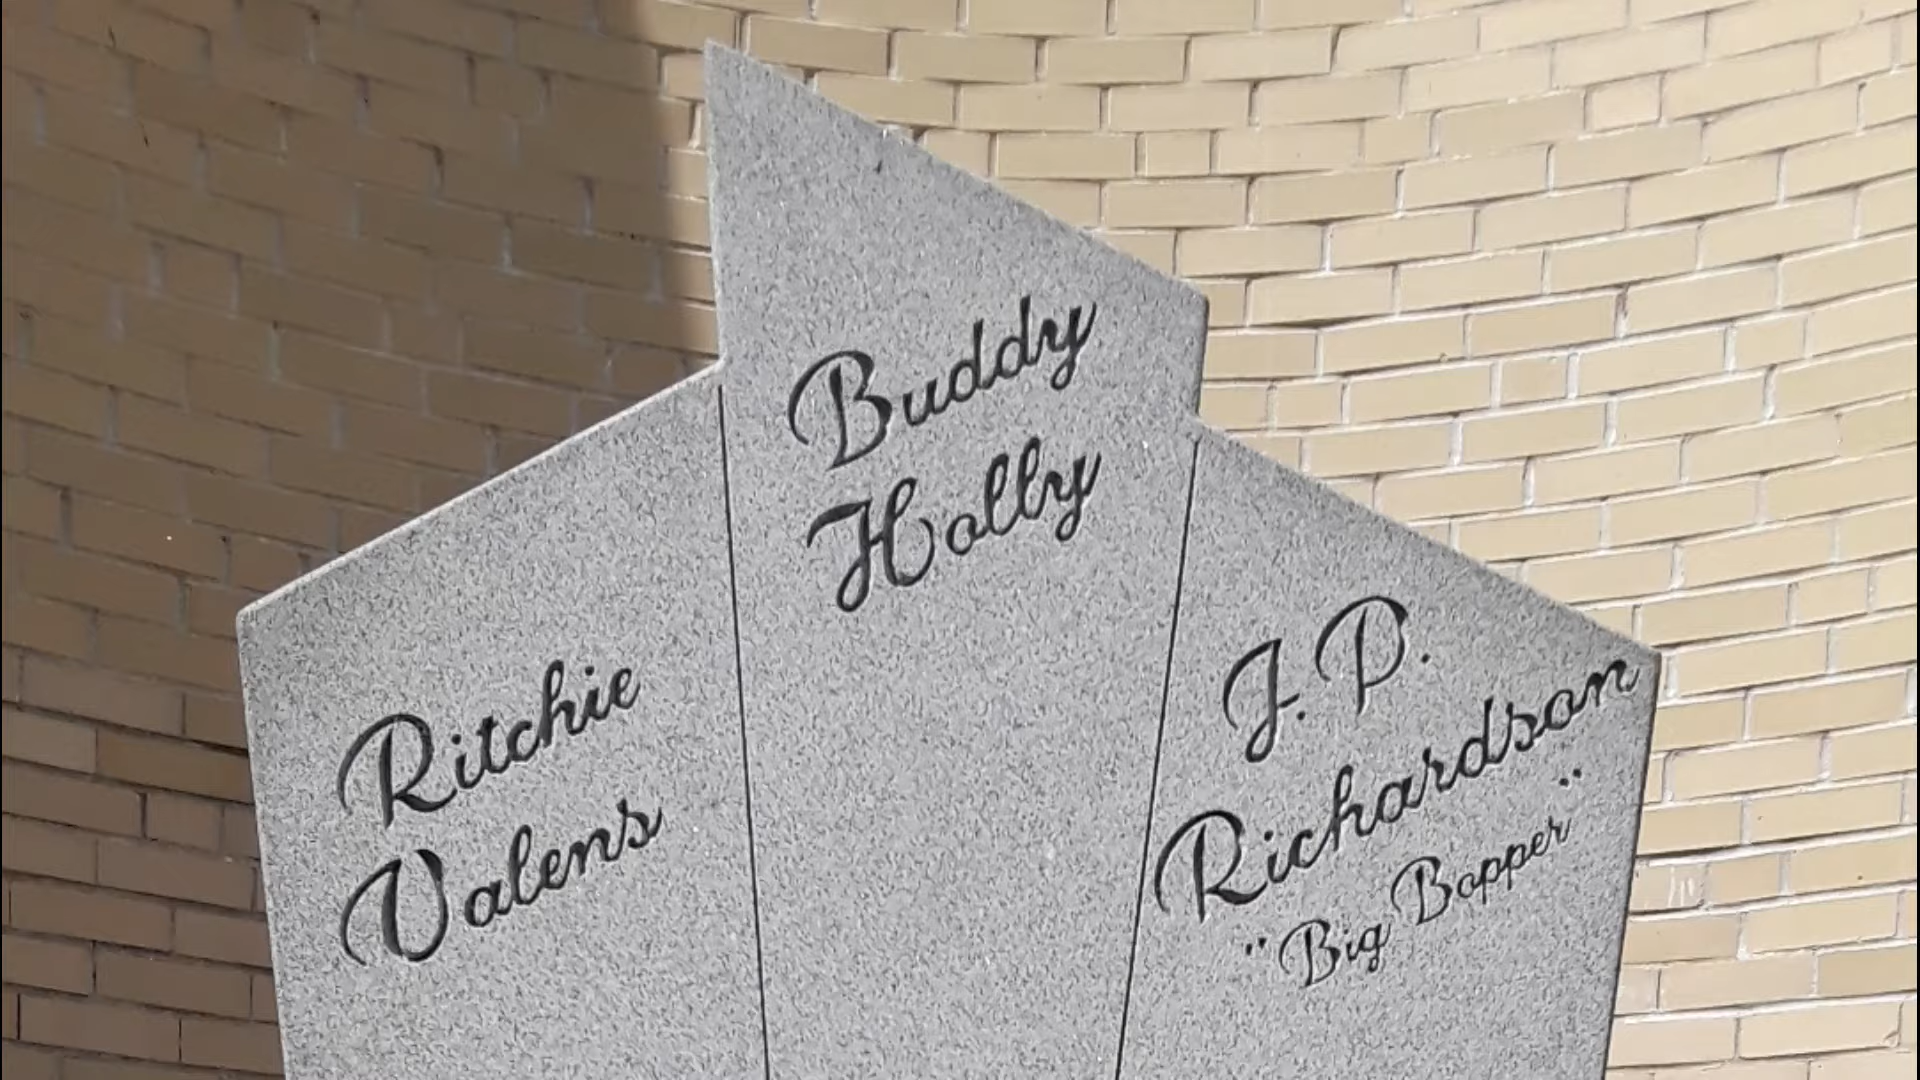 Buddy
Holly
Ritchie
Valens
J. P.
Richardson
"Big Bopper"